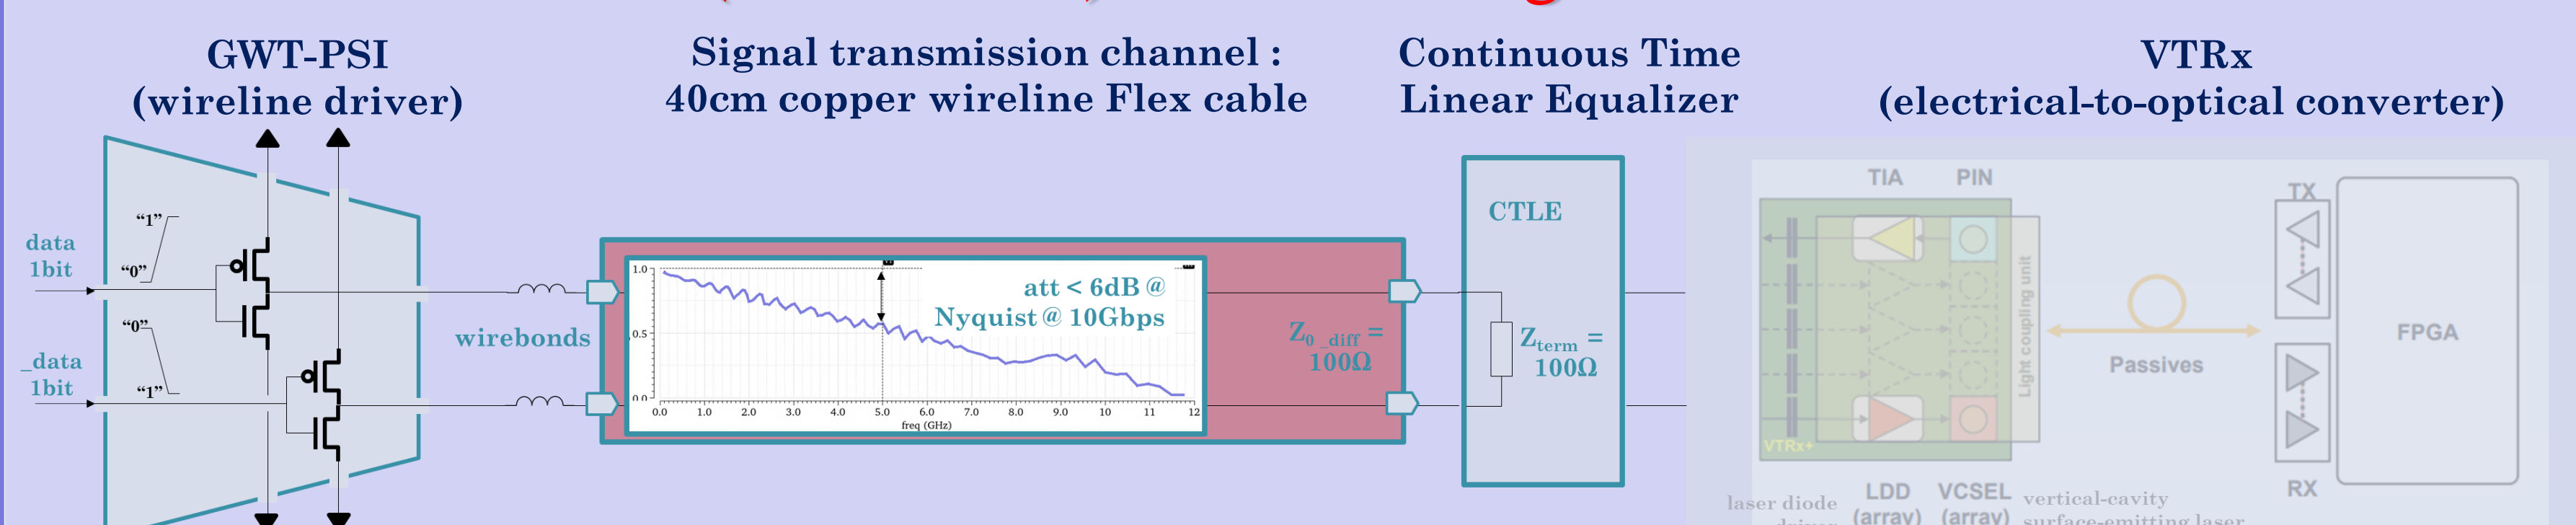 GWT-PSI
(wireline driver)
Signal transmission channel :
40cm copper wireline Flex cable
Continuous Time
Linear Equalizer
VTRx
(electrical-to-optical converter)
data
1bit
“1”
“0”
_data
1bit
“0”
“1”
wirebonds
att < 6dB @
Nyquist @ 10Gbps
1.0
0.5
0.0
0.0 1.0 2.0 3.0 4.0 5.0 6.0 7.0 8.0 9.0 10 11 12
freq (GHz)
Z0_diff =
100Ω
CTLE
Zterm =
100Ω
TIA PIN
Light coupling unit
VTRx+
LDD VCSEL
(array) (array)
laser diode
driver
vertical-cavity
surface-emitting laser
Passives
TX
RX
FPGA